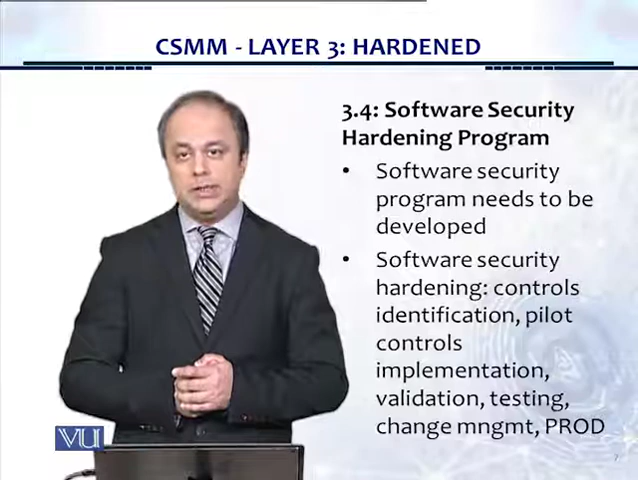 CSMM - LAYER 3: HARDENED
3.4: Software Security
Hardening Program
• Software security
program needs to be
developed
• Software security
hardening: controls
identification, pilot
controls
implementation,
validation, testing,
change mngmt, PROD
VU
7